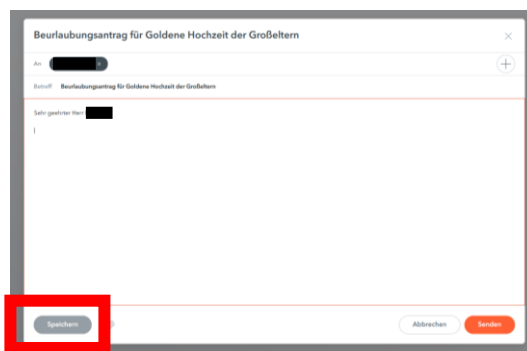 Beurlaubungsantrag für Goldene Hochzeit der Großeltern
An
Betreff Beurlaubungsantrag für Goldene Hochzeit der Großeltern
Sehr geehrter Herr
Speichern
Abbrechen
Senden